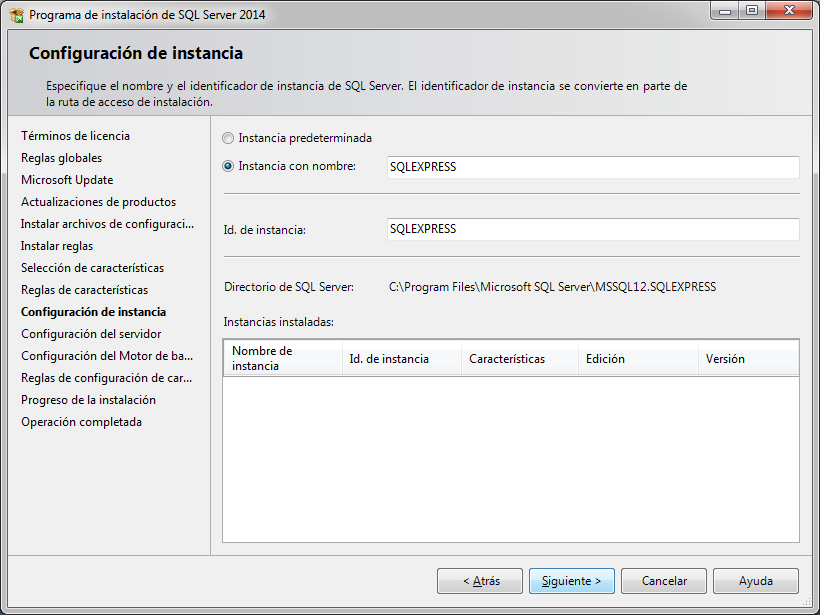 Programa de instalación de SQL Server 2014
Configuración de instancia
Especifique el nombre y el identificador de instancia de SQL Server. El identificador de instancia se convierte en parte de
la ruta de acceso de instalación.
Términos de licencia
Reglas globales
Microsoft Update
Actualizaciones de productos
Instalar archivos de configuraci...
Instalar reglas
Selección de características
Reglas de características
Configuración de instancia
Configuración del servidor
Configuración del Motor de ba...
Reglas de configuración de car...
Progreso de la instalación
Operación completada
Instancia predeterminada
Instancia con nombre: SQLEXPRESS
Id. de instancia: SQLEXPRESS
Directorio de SQL Server: C:\Program Files\Microsoft SQL Server\MSSQL12.SQLEXPRESS
Instancias instaladas:
Nombre de
instancia
Id. de instancia
Características
Edición
Versión
< Atrás
Siguiente >
Cancelar
Ayuda